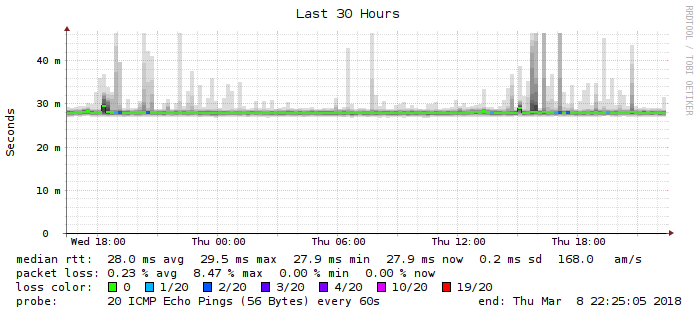 Last 30 Hours
RRDTOOL / TOBI OETIKER
Seconds
40 m
30 m
20 m
10 m
0
Wed 18:00 Thu 00:00 Thu 06:00 Thu 12:00 Thu 18:00
median rtt: 28.0 ms avg 29.5 ms max 27.9 ms min 27.9 ms now 0.2 ms sd 168.0 am/s
packet loss: 0.23 % avg 8.47 % max 0.00 % min 0.00 % now
loss color: 0 1/20 2/20 3/20 4/20 10/20 19/20
probe: 20 ICMP Echo Pings (56 Bytes) every 60s end: Thu Mar 8 22:25:05 2018